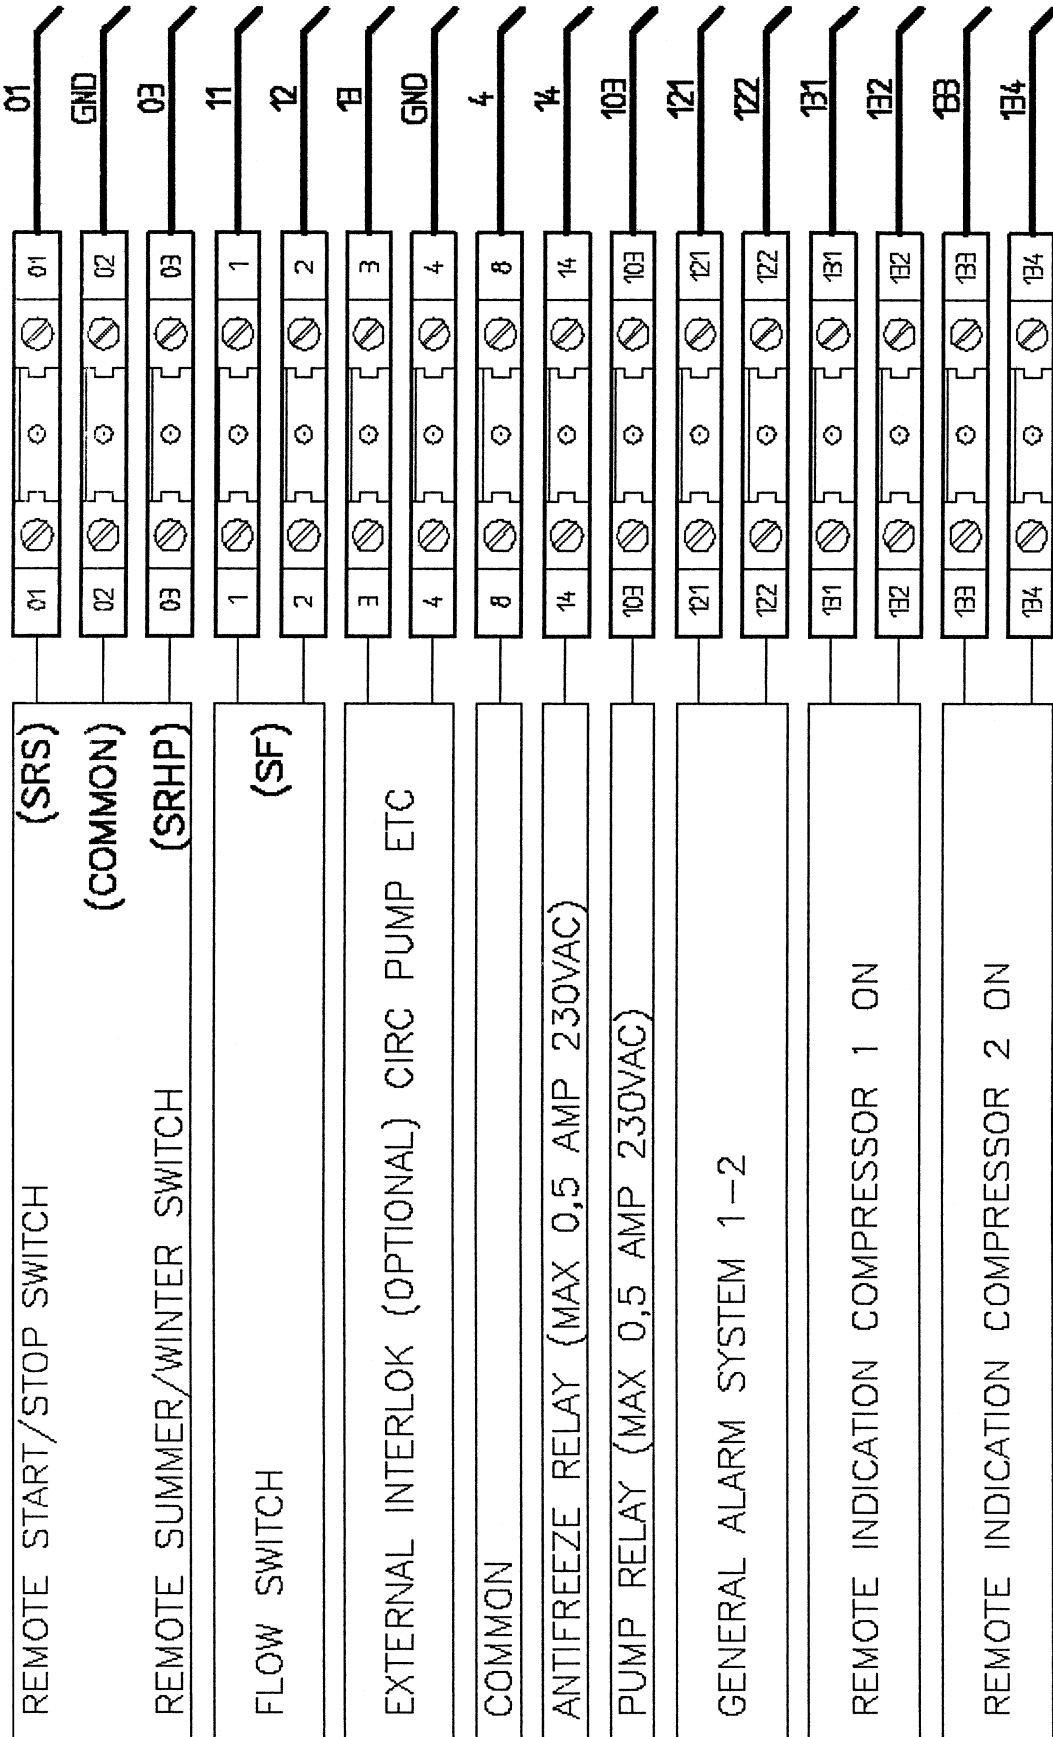 01 GND 03 11 12 13 GND 4 14 103 121 122 131 132 133 134
01 02 03 1 2 3 4 8 14 103 121 122 131 132 133 134
01 02 03 1 2 3 4 8 14 103 121 122 131 132 133 134
REMOTE START/STOP SWITCH (SRS)
(COMMON)
REMOTE SUMMER/WINTER SWITCH (SRHP)
FLOW SWITCH (SF)
EXTERNAL INTERLOK (OPTIONAL) CIRC PUMP ETC
COMMON
ANTIFREEZE RELAY (MAX 0,5 AMP 230VAC)
PUMP RELAY (MAX 0,5 AMP 230VAC)
GENERAL ALARM SYSTEM 1-2
REMOTE INDICATION COMPRESSOR 1 ON
REMOTE INDICATION COMPRESSOR 2 ON